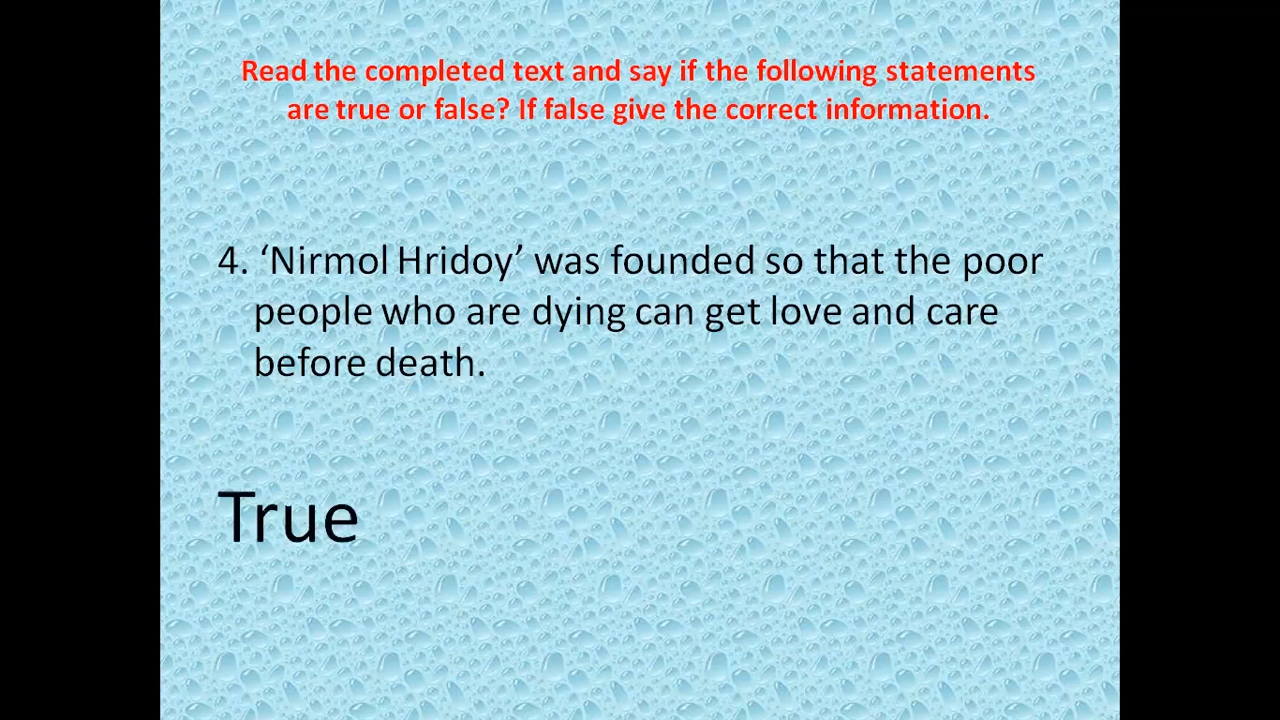 Read the completed text and say if the following statements
are true or false? If false give the correct information.
4. ‘Nirmol Hridoy’ was founded so that the poor
people who are dying can get love and care
before death.
True